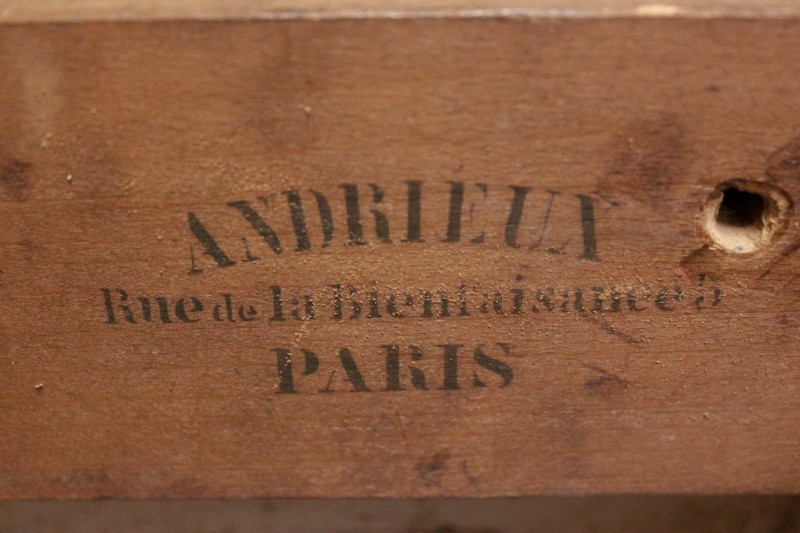 ANDRIEUX
Rue de la Bienfaisance 5
PARIS